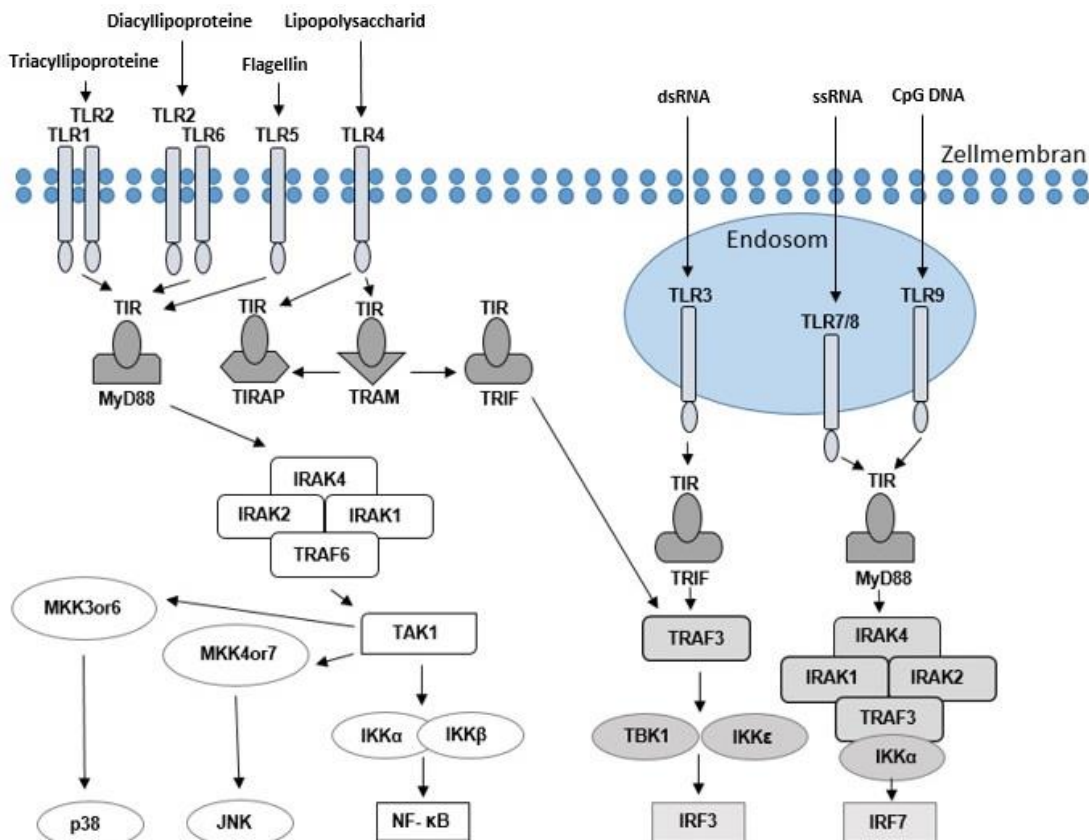 Diacyllipoproteine
Lipopolysaccharid
Triacyllipoproteine
Flagellin
dsRNA
ssRNA
CpG DNA
TLR2
TLR1
TLR2
TLR6
TLR5
TLR4
Zellmembran
Endosom
TLR3
TLR7/8
TLR9
TIR
TIR
TIR
TIR
MyD88
TIRAP
TRAM
TRIF
TIR
TIR
TRIF
MyD88
IRAK4
IRAK2
IRAK1
TRAF6
MKK3or6
TAK1
MKK4or7
TRAF3
IRAK4
IRAK1
IRAK2
TRAF3
IKKα
IKKα
IKKβ
TBK1
IKKε
p38
JNK
NF- κB
IRF3
IRF7